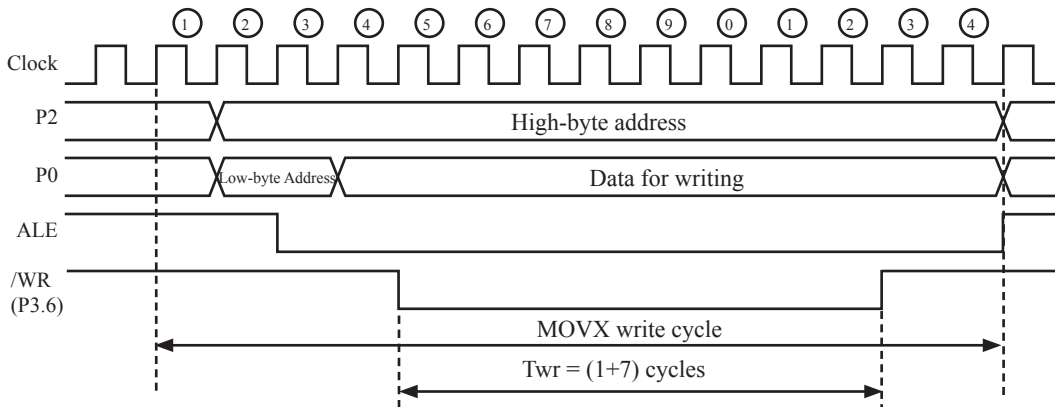 ① ② ③ ④ ⑤ ⑥ ⑦ ⑧ ⑨ ⓪ ① ② ③ ④
Clock
P2
High-byte address
P0
Low-byte Address
Data for writing
ALE
/WR
(P3.6)
MOVX write cycle
Twr = (1+7) cycles